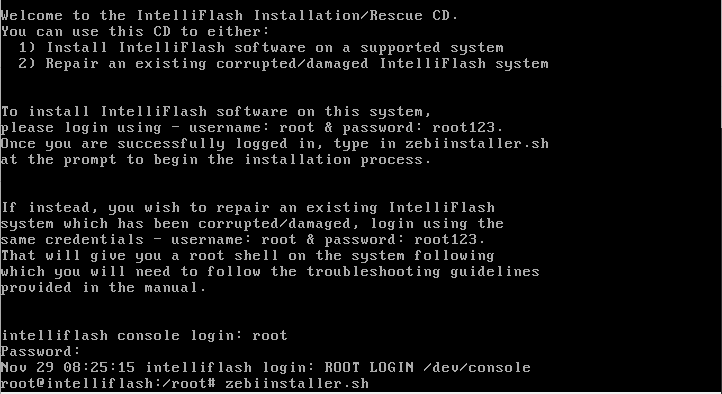 Welcome to the IntelliFlash Installation/Rescue CD.
You can use this CD to either:
1) Install IntelliFlash software on a supported system
2) Repair an existing corrupted/damaged IntelliFlash system
To install IntelliFlash software on this system,
please login using - username: root & password: root123.
Once you are successfully logged in, type in zebiinstaller.sh
at the prompt to begin the installation process.
If instead, you wish to repair an existing IntelliFlash
system which has been corrupted/damaged, login using the
same credentials - username: root & password: root123.
That will give you a root shell on the system following
which you will need to follow the troubleshooting guidelines
provided in the manual.
intelliflash console login: root
Password:
Nov 29 08:25:15 intelliflash login: ROOT LOGIN /dev/console
root@intelliflash:/root# zebiinstaller.sh